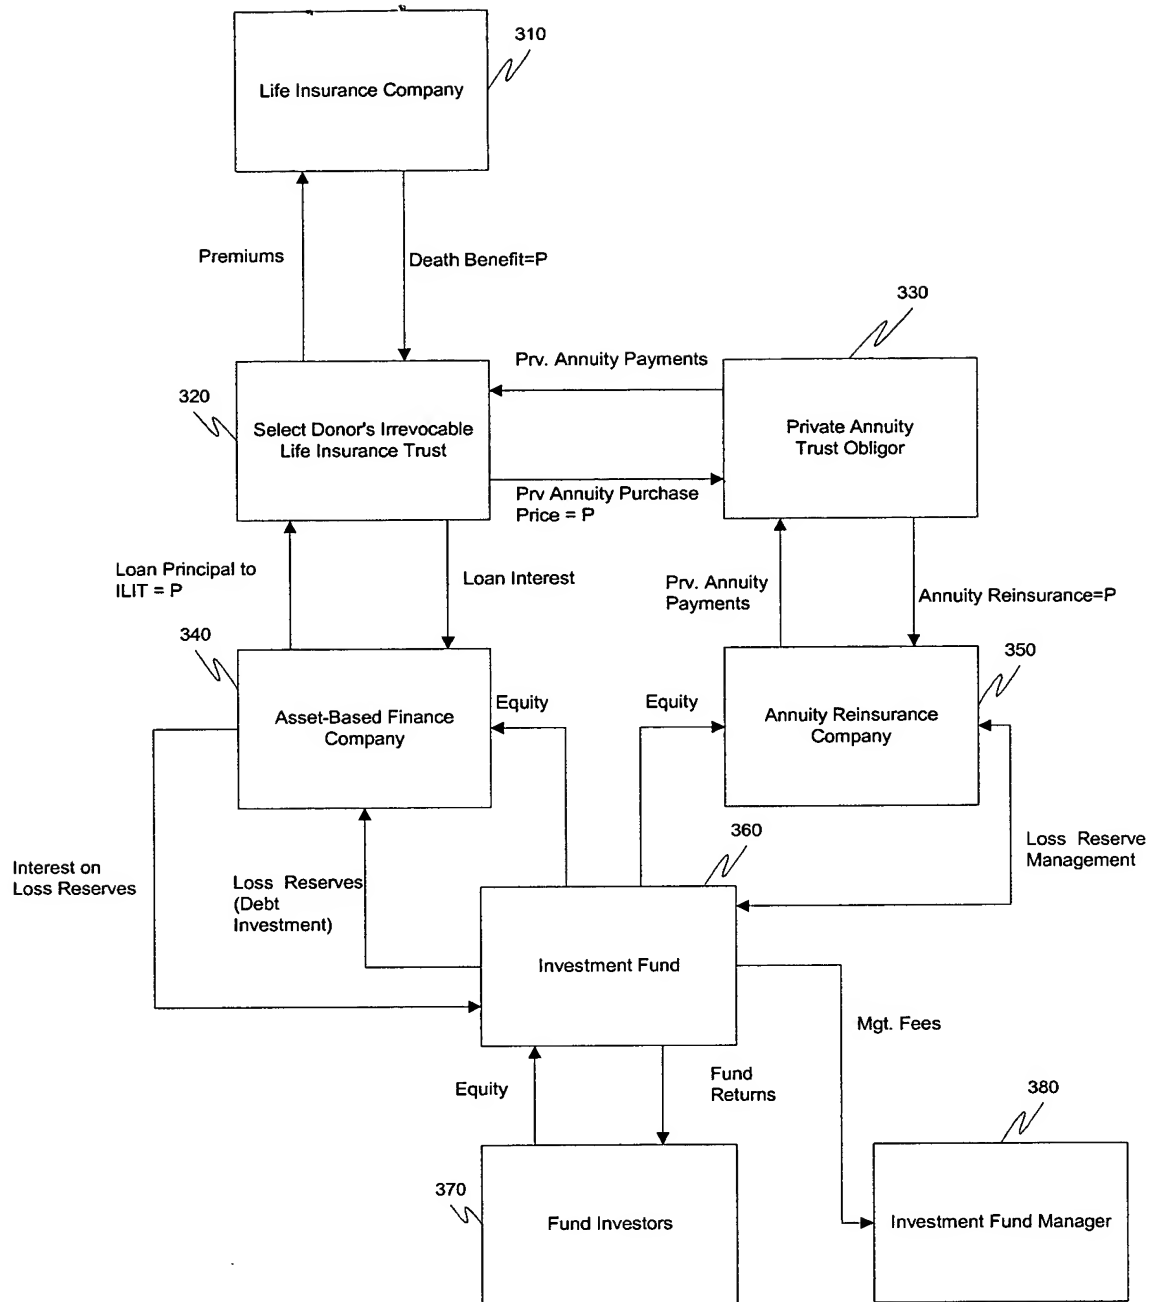 310
Life Insurance Company
Premiums
Death Benefit=P
330
Prv. Annuity Payments
320
Select Donor's Irrevocable
Life Insurance Trust
Private Annuity
Trust Obligor
Prv Annuity Purchase
Price = P
Loan Principal to
ILIT = P
Loan Interest
Prv. Annuity
Payments
Annuity Reinsurance=P
340
350
Equity
Equity
Asset-Based Finance
Company
Annuity Reinsurance
Company
360
Loss Reserve
Management
Interest on
Loss Reserves
Loss Reserves
(Debt
Investment)
Investment Fund
Mgt. Fees
Equity
Fund
Returns
380
370
Fund Investors
Investment Fund Manager